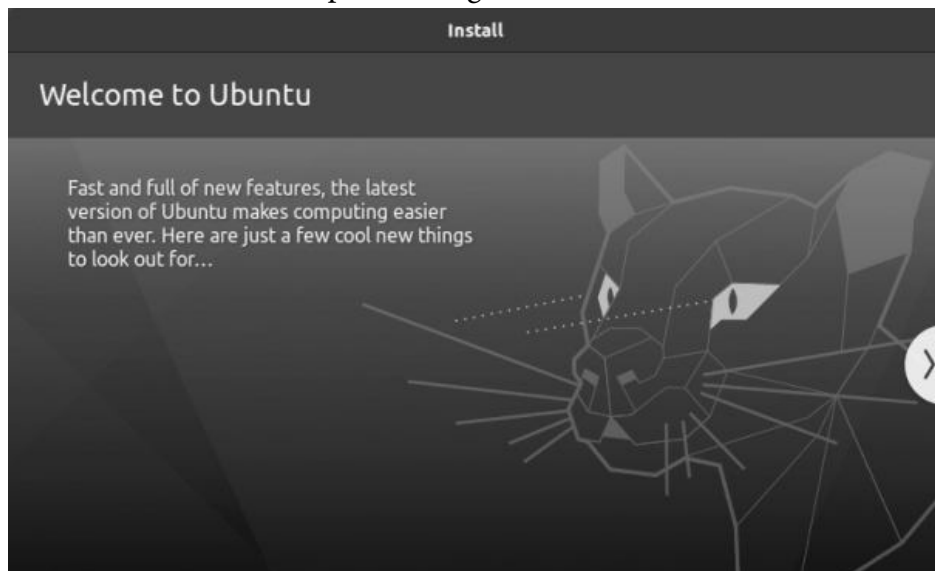 Install
Welcome to Ubuntu
Fast and full of new features, the latest
version of Ubuntu makes computing easier
than ever. Here are just a few cool new things
to look out for...